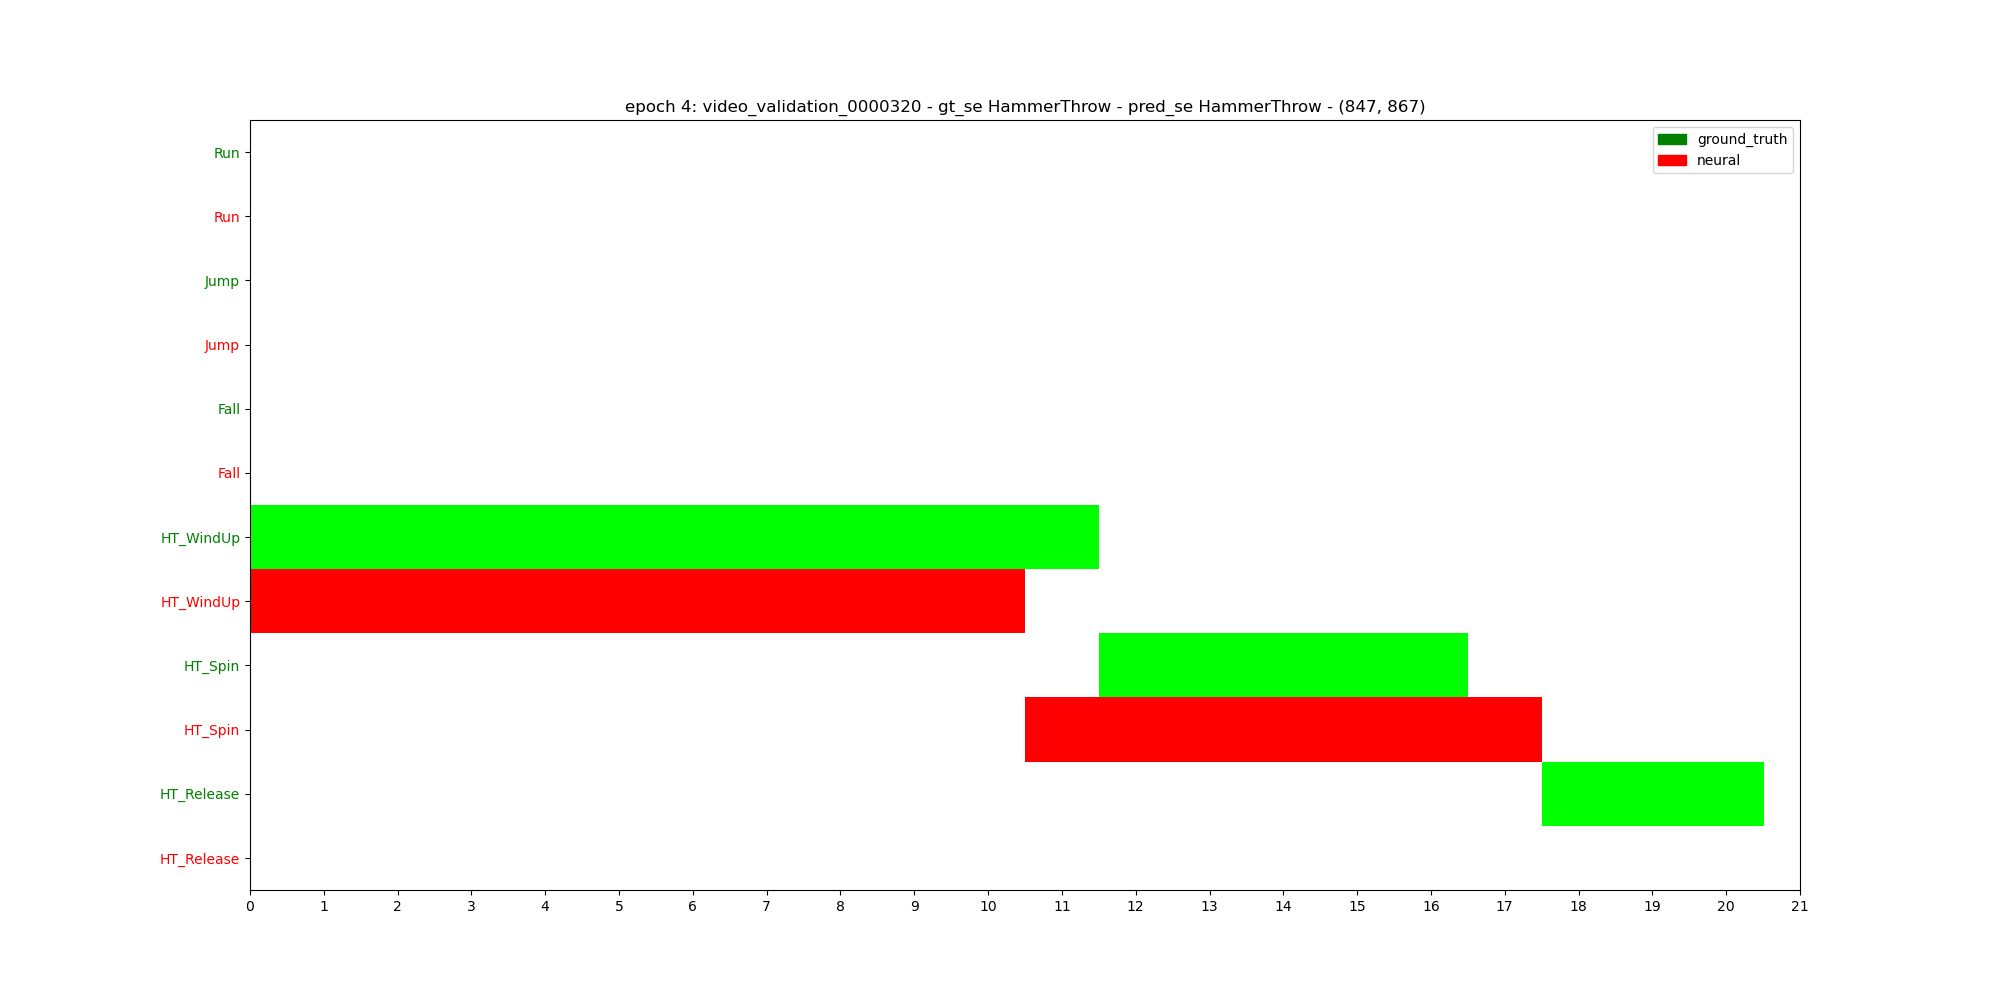 epoch 4: video_validation_0000320 - gt_se HammerThrow - pred_se HammerThrow - (847, 867)
ground_truth
neural
Run
Run
Jump
Jump
Fall
Fall
HT_WindUp
HT_WindUp
HT_Spin
HT_Spin
HT_Release
HT_Release
0 1 2 3 4 5 6 7 8 9 10 11 12 13 14 15 16 17 18 19 20 21